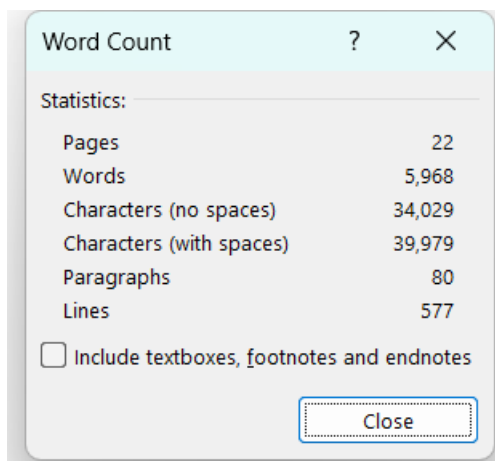 Word Count ? ×
Statistics:
Pages 22
Words 5,968
Characters (no spaces) 34,029
Characters (with spaces) 39,979
Paragraphs 80
Lines 577
Include textboxes, footnotes and endnotes
Close